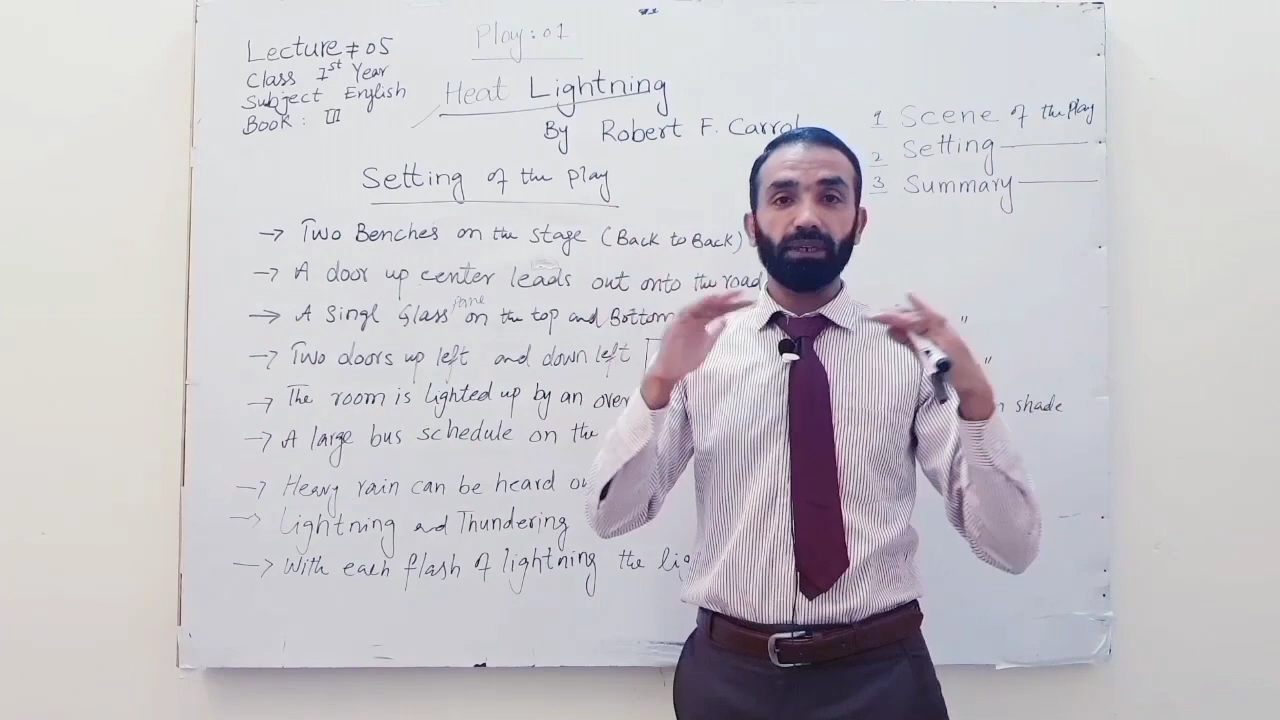 Lecture # 05
Class 1st Year
Subject English
Book: III
Play: 01
Heat Lightning
By Robert F. Carrol
1 Scene of the Play
2 Setting
3 Summary
Setting of the Play
→ Two Benches on the stage (Back to Back)
→ A door up center leads out onto the road
→ A Singl Glass pane on the top and Bottom "
→ Two doors up left and down left "
→ The room is lighted up by an over shade
→ A large bus schedule on the
→ Heavy rain can be heard
→ Lightning and Thundering
→ With each flash of lightning the